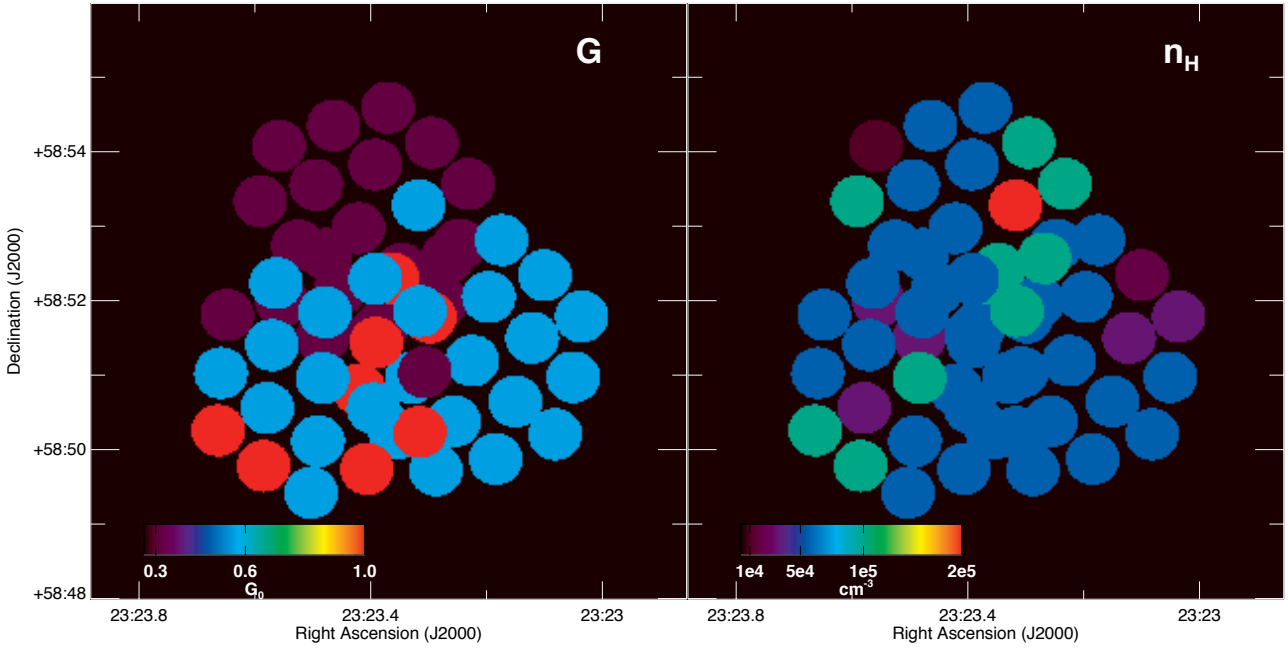 G
n_H
+58:54
+58:52
+58:50
+58:48
Declination (J2000)
0.3 0.6 1.0
G_0
1e4 5e4 1e5 2e5
cm^-3
23:23.8 23:23.4 23:23
23:23.8 23:23.4 23:23
Right Ascension (J2000)
Right Ascension (J2000)